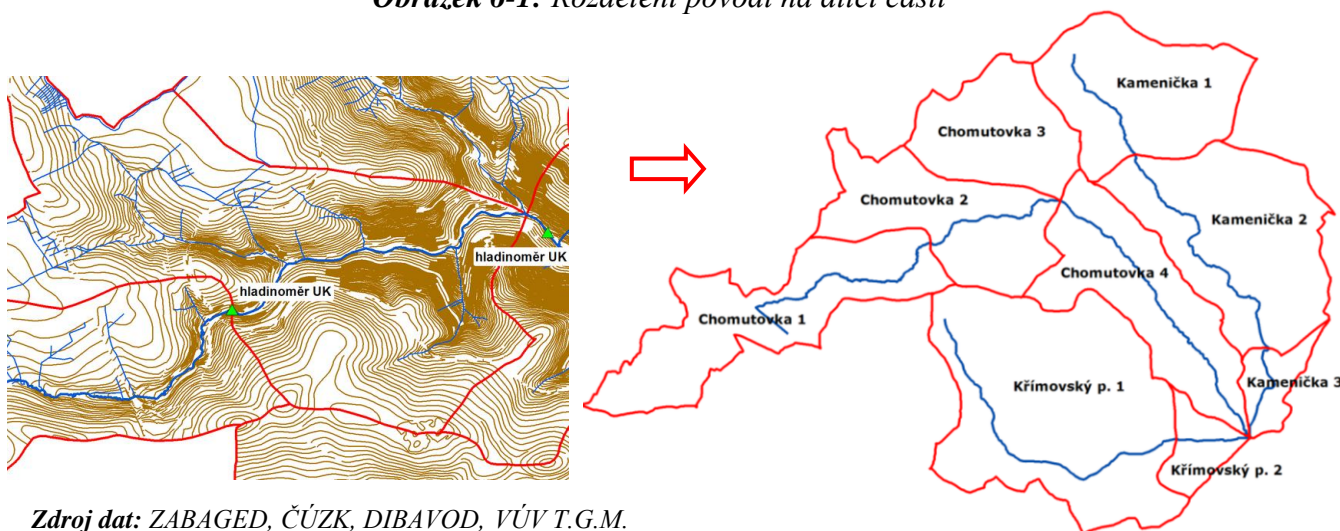 Obrázek 6-1: Rozdělení povodí na dílčí části
hladinoměr UK
hladinoměr UK
Kamenička 1
Chomutovka 3
Chomutovka 2
Kamenička 2
Chomutovka 4
Chomutovka 1
Křímovský p. 1
Kamenička 3
Křímovský p. 2
Zdroj dat: ZABAGED, ČÚZK, DIBAVOD, VÚV T.G.M.